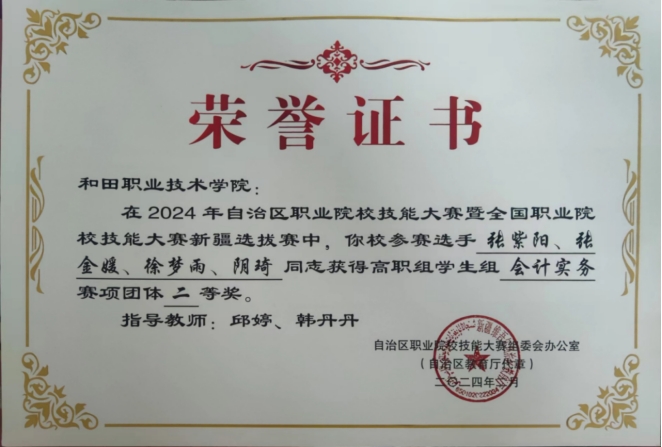 荣誉证书
和田职业技术学院：
在 2024 年自治区职业院校技能大赛暨全国职业院
校技能大赛新疆选拔赛中，你校参赛选手 张紫阳、张
金媛、徐梦雨、阴琦 同志获得高职组学生组 会计实务
赛项团体 二 等奖。
指导教师：邱婷、韩丹丹
自治区职业院校技能大赛组委会办公室
（自治区教育厅代章）
二〇二四年 月